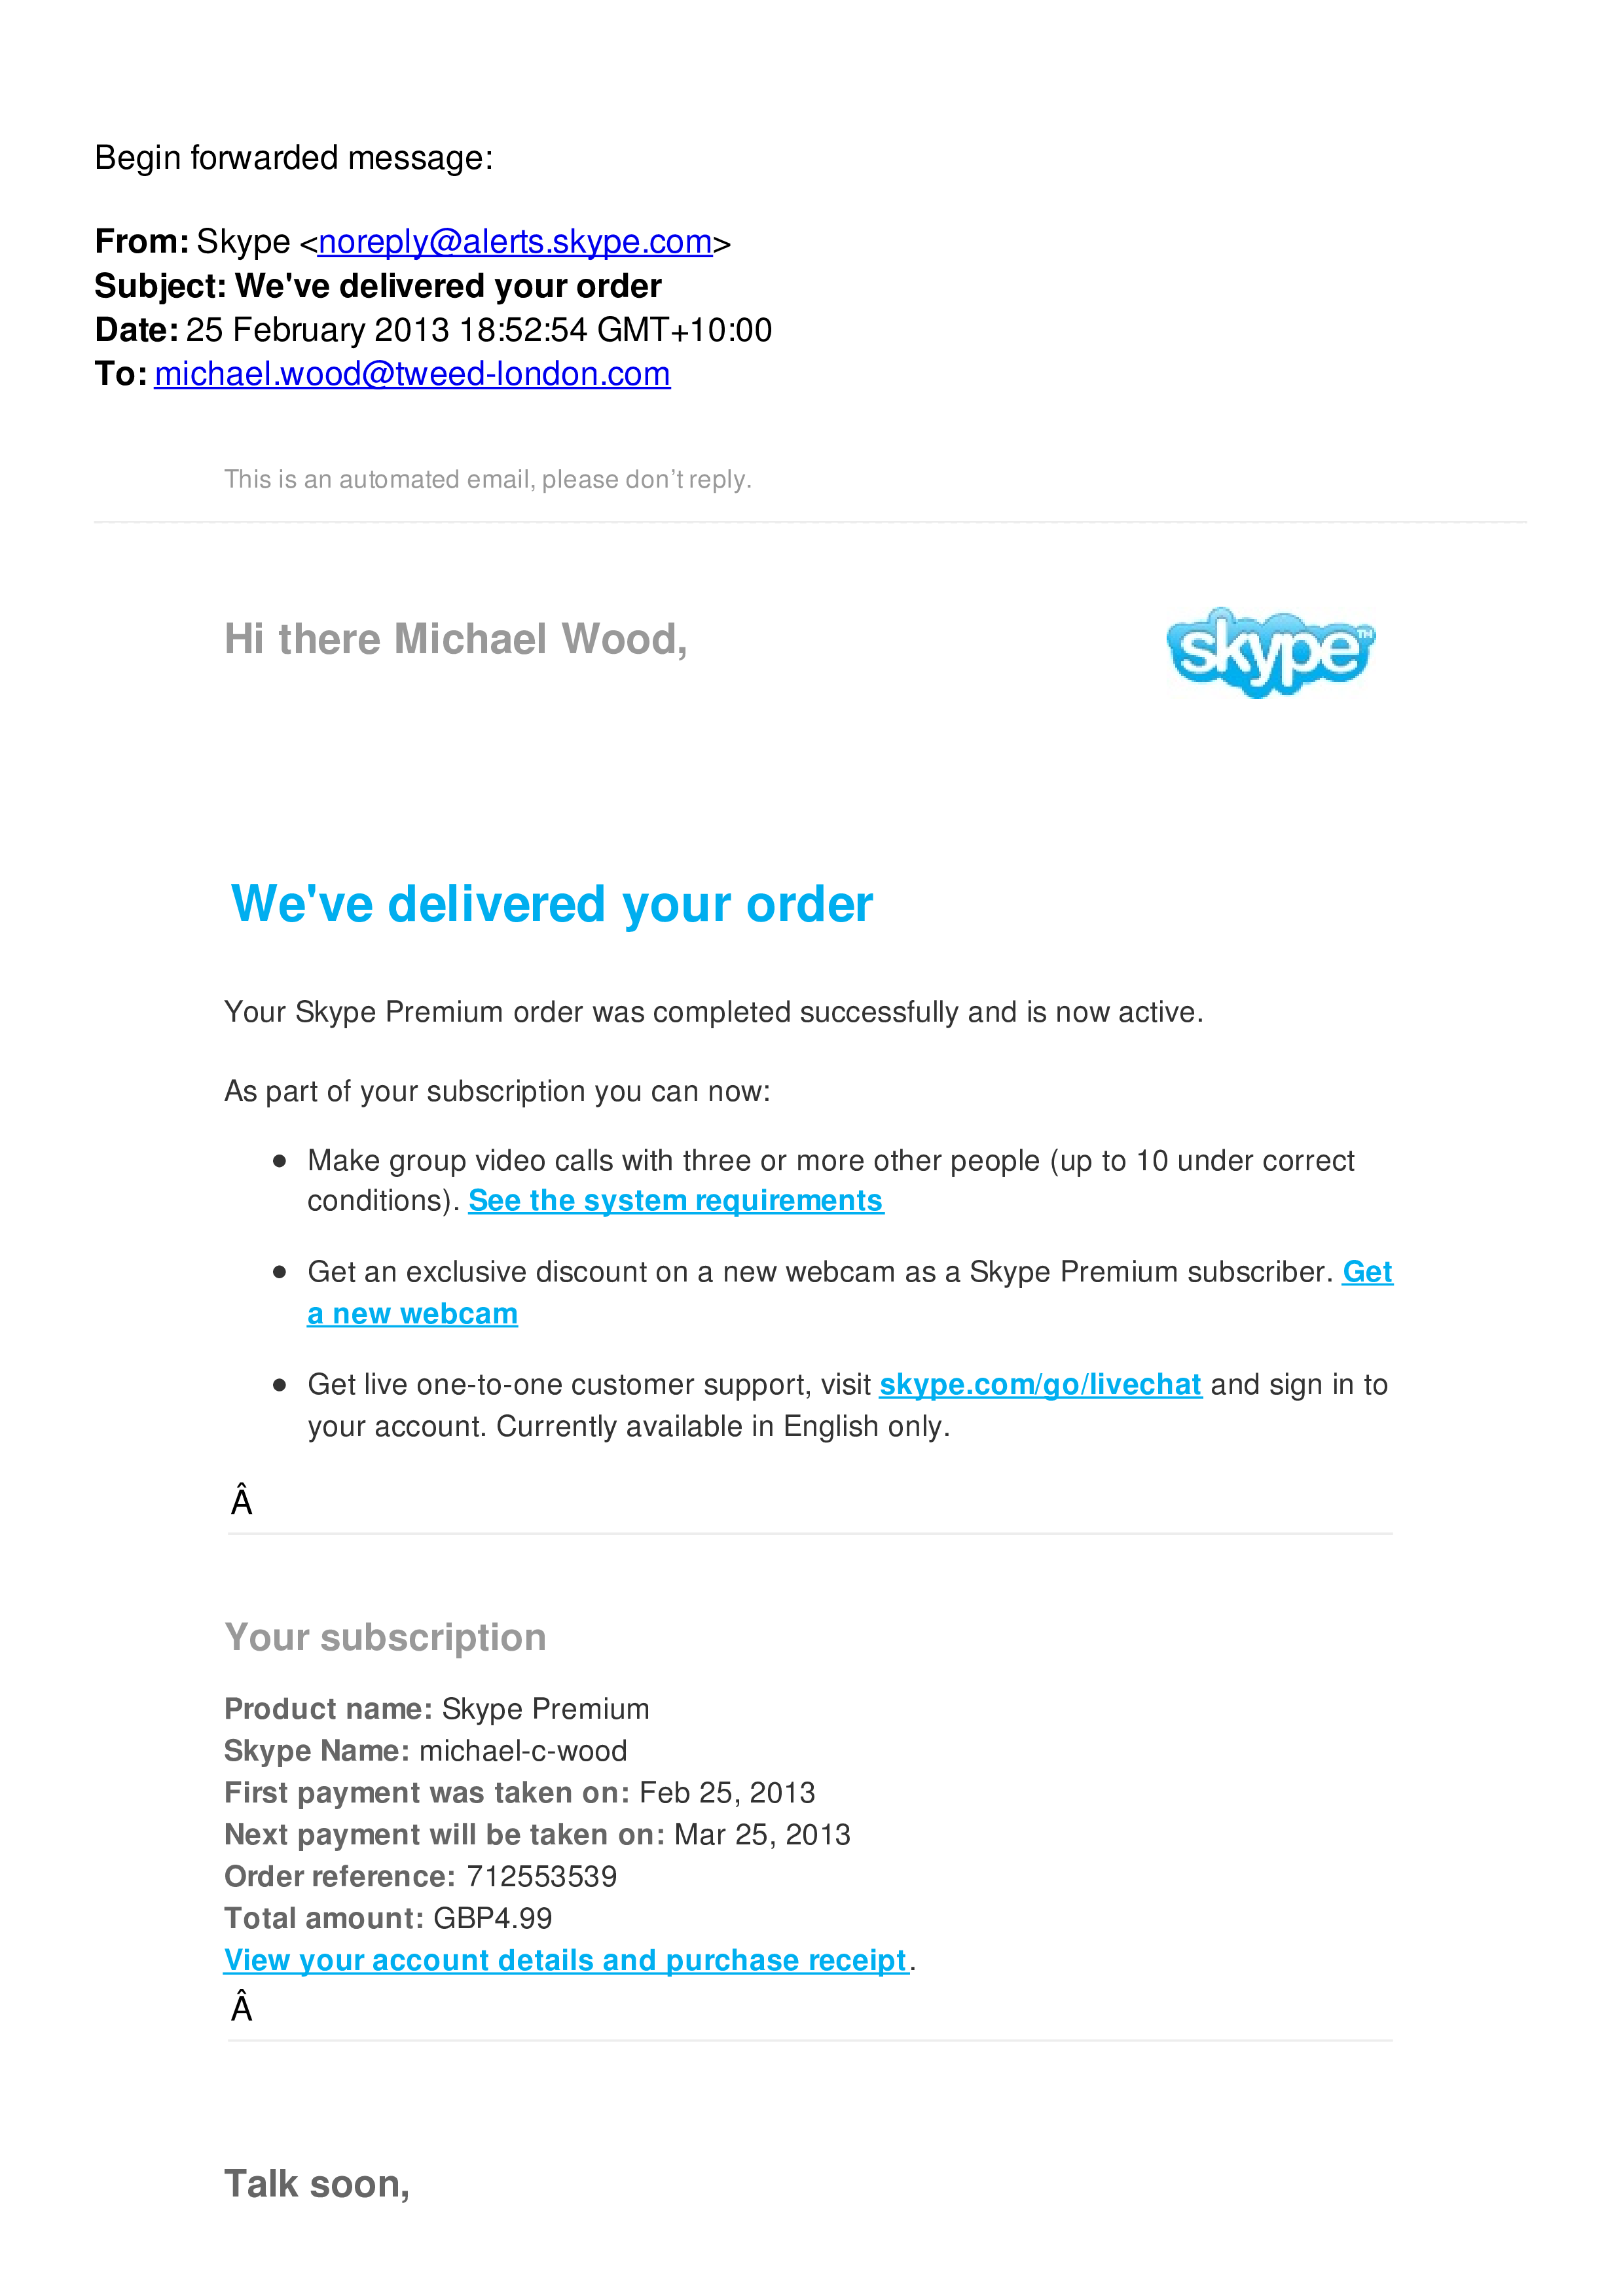 Begin forwarded message:
From: Skype <noreply@alerts.skype.com>
Subject: We've delivered your order
Date: 25 February 2013 18:52:54 GMT+10:00
To: michael.wood@tweed-london.com
This is an automated email, please don’t reply.
Hi there Michael Wood,
skype™
We've delivered your order
Your Skype Premium order was completed successfully and is now active.
As part of your subscription you can now:
● Make group video calls with three or more other people (up to 10 under correct
conditions). See the system requirements
● Get an exclusive discount on a new webcam as a Skype Premium subscriber. Get
a new webcam
● Get live one-to-one customer support, visit skype.com/go/livechat and sign in to
your account. Currently available in English only.
Â
Your subscription
Product name: Skype Premium
Skype Name: michael-c-wood
First payment was taken on: Feb 25, 2013
Next payment will be taken on: Mar 25, 2013
Order reference: 712553539
Total amount: GBP4.99
View your account details and purchase receipt.
Â
Talk soon,